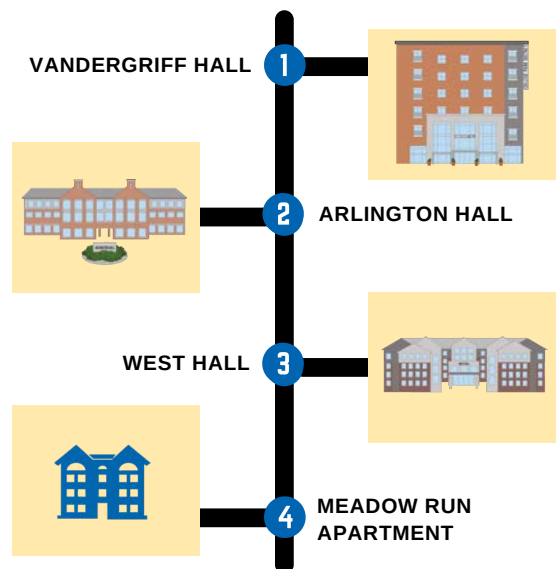 VANDERGRIFF HALL
1
2
ARLINGTON HALL
WEST HALL
3
4
MEADOW RUN
APARTMENT